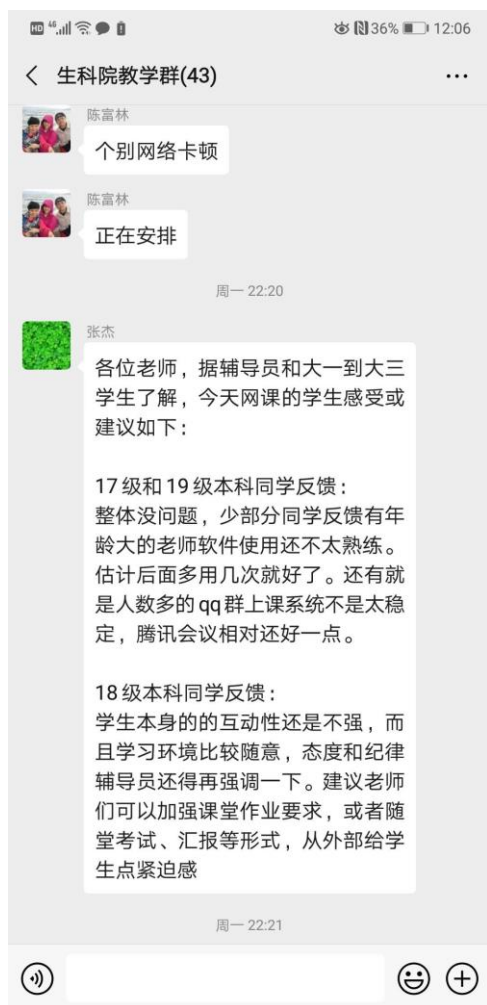 HD 46 36% 12:06
生科院教学群(43)
陈富林
个别网络卡顿
陈富林
正在安排
周一 22:20
张杰
各位老师，据辅导员和大一到大三
学生了解，今天网课的学生感受或
建议如下：
17级和19级本科同学反馈：
整体没问题，少部分同学反馈有年
龄大的老师软件使用还不太熟练。
估计后面多用几次就好了。还有就
是人数多的qq群上课系统不是太稳
定，腾讯会议相对还好一点。
18级本科同学反馈：
学生本身的的互动性还是不强，而
且学习环境比较随意，态度和纪律
辅导员还得再强调一下。建议老师
们可以加强课堂作业要求，或者随
堂考试、汇报等形式，从外部给学
生点紧迫感
周一 22:21